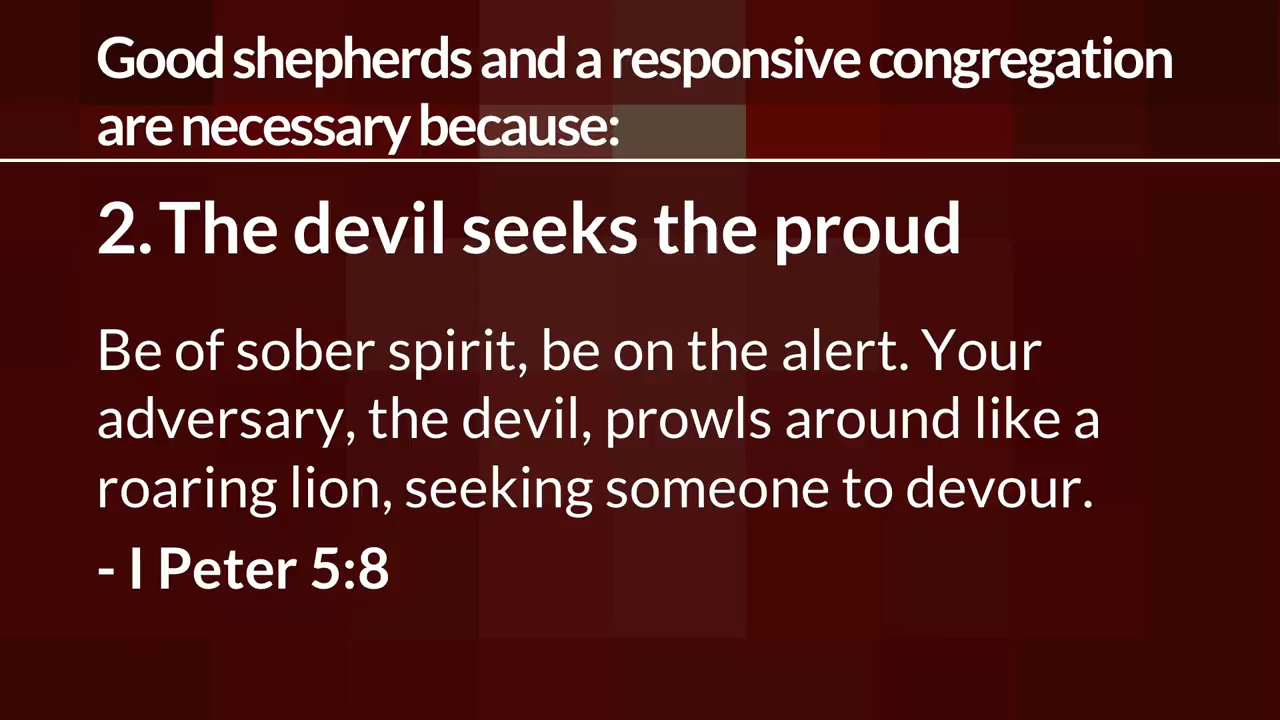 Good shepherds and a responsive congregation
are necessary because:
2. The devil seeks the proud
Be of sober spirit, be on the alert. Your
adversary, the devil, prowls around like a
roaring lion, seeking someone to devour.
- I Peter 5:8